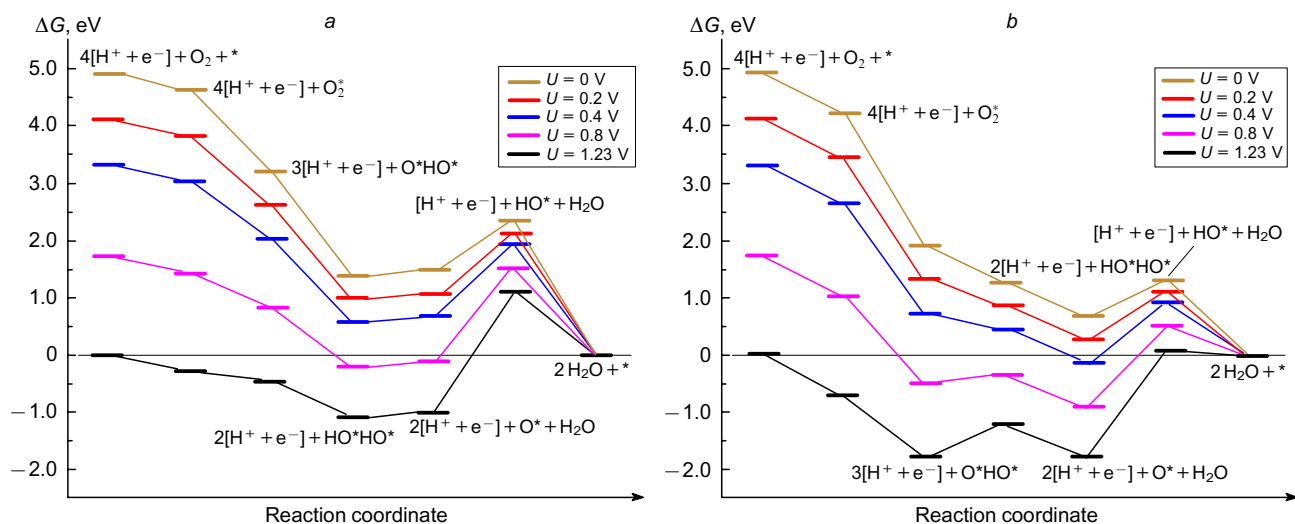 ΔG, eV
a
4[H⁺ + e⁻] + O₂ + *
5.0
4.0
3.0
2.0
1.0
0
−1.0
−2.0
4[H⁺ + e⁻] + O₂*
3[H⁺ + e⁻] + O*HO*
[H⁺ + e⁻] + HO* + H₂O
U = 0 V
U = 0.2 V
U = 0.4 V
U = 0.8 V
U = 1.23 V
2 H₂O + *
2[H⁺ + e⁻] + HO*HO*
2[H⁺ + e⁻] + O* + H₂O
Reaction coordinate
ΔG, eV
b
4[H⁺ + e⁻] + O₂ + *
5.0
4.0
3.0
2.0
1.0
0
−1.0
−2.0
4[H⁺ + e⁻] + O₂*
U = 0 V
U = 0.2 V
U = 0.4 V
U = 0.8 V
U = 1.23 V
[H⁺ + e⁻] + HO* + H₂O
2[H⁺ + e⁻] + HO*HO*
2 H₂O + *
3[H⁺ + e⁻] + O*HO*
2[H⁺ + e⁻] + O* + H₂O
Reaction coordinate